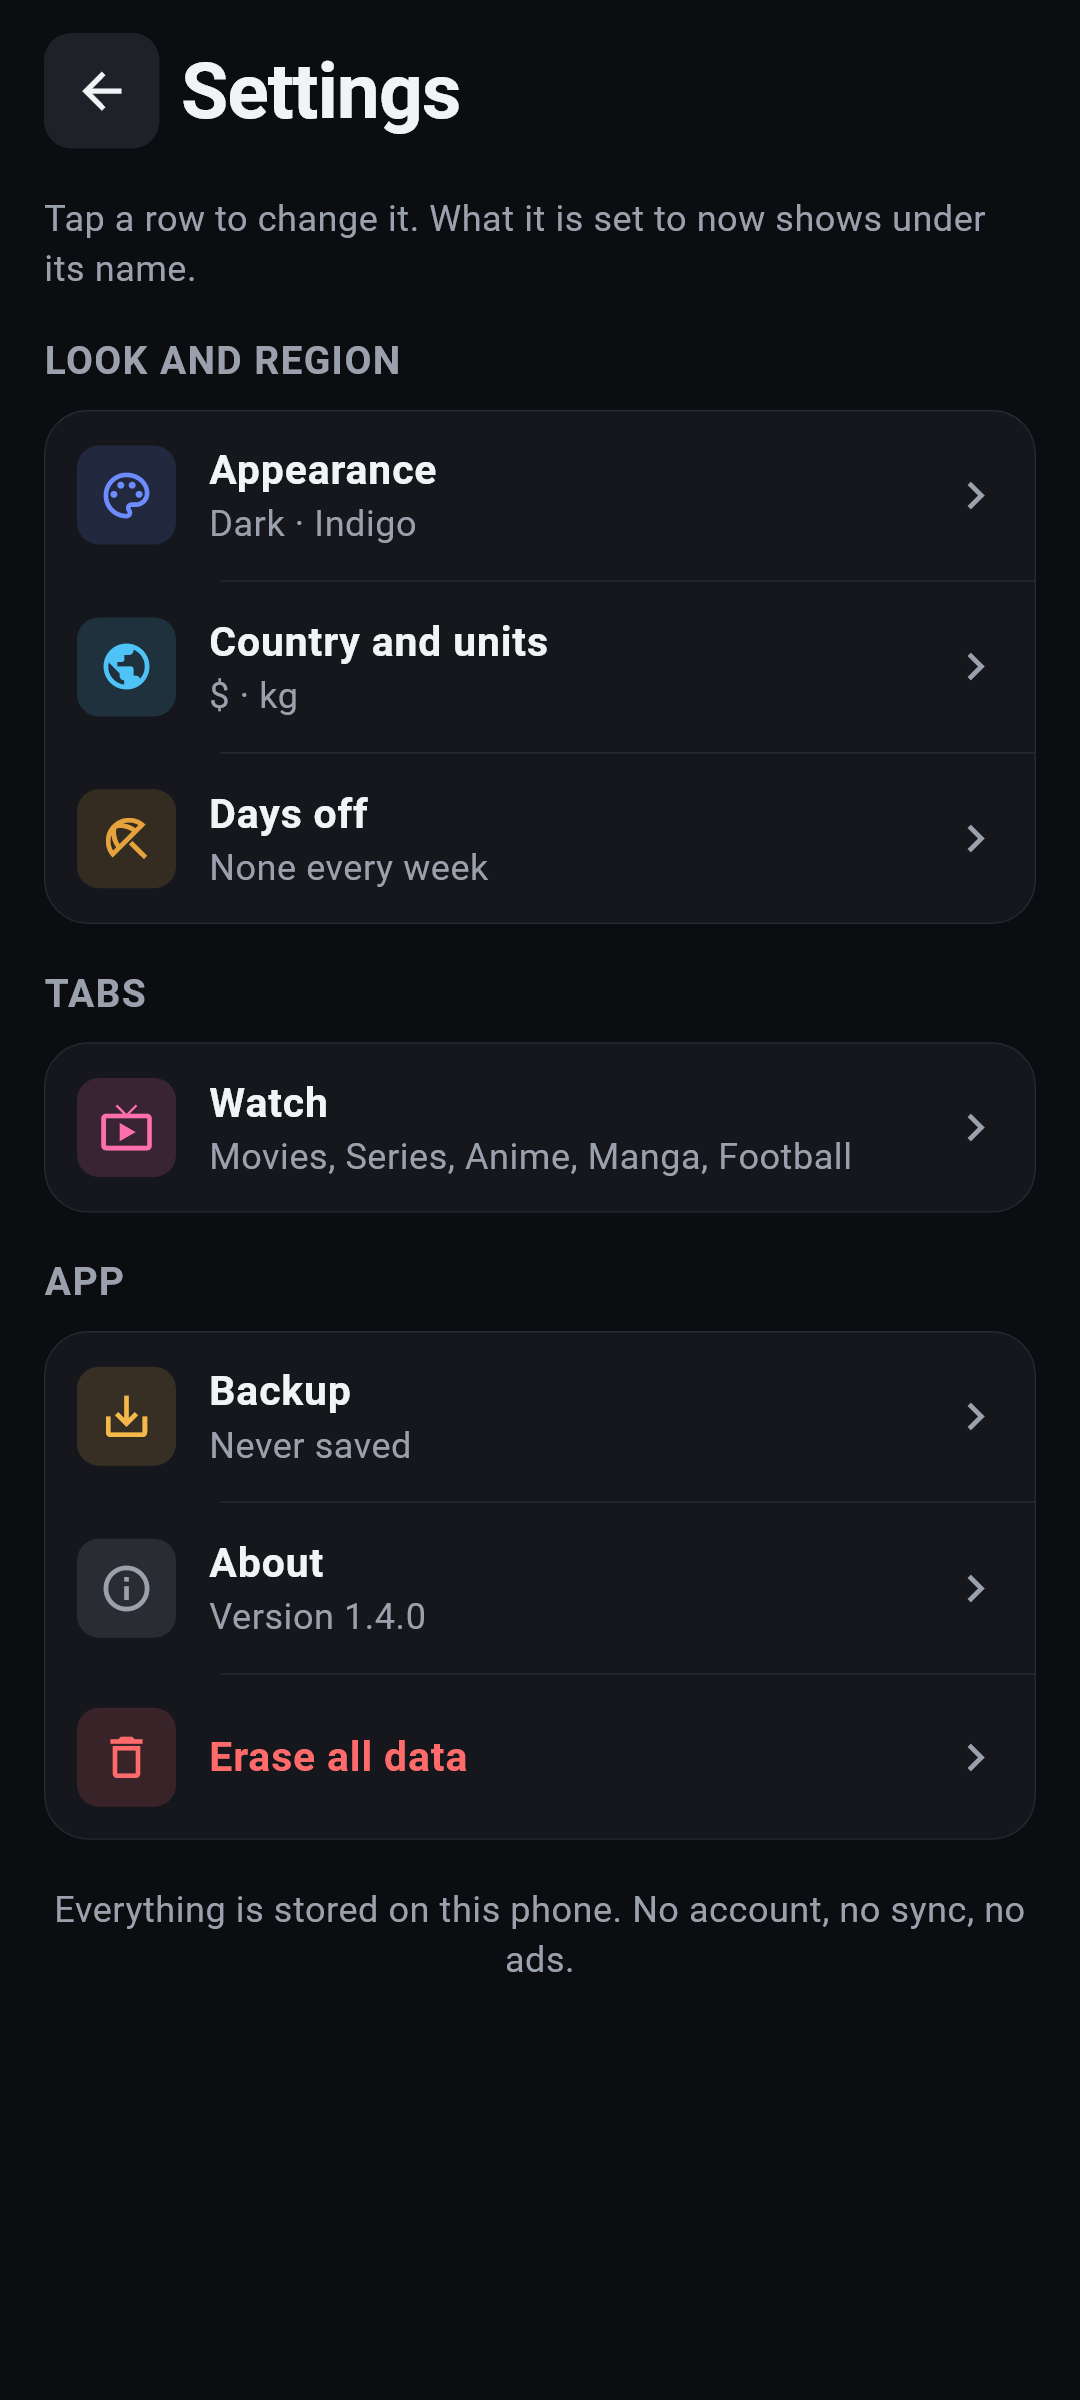 Settings
Tap a row to change it. What it is set to now shows under
its name.
LOOK AND REGION
Appearance
Dark · Indigo
Country and units
$ · kg
Days off
None every week
TABS
Watch
Movies, Series, Anime, Manga, Football
APP
Backup
Never saved
About
Version 1.4.0
Erase all data
Everything is stored on this phone. No account, no sync, no
ads.